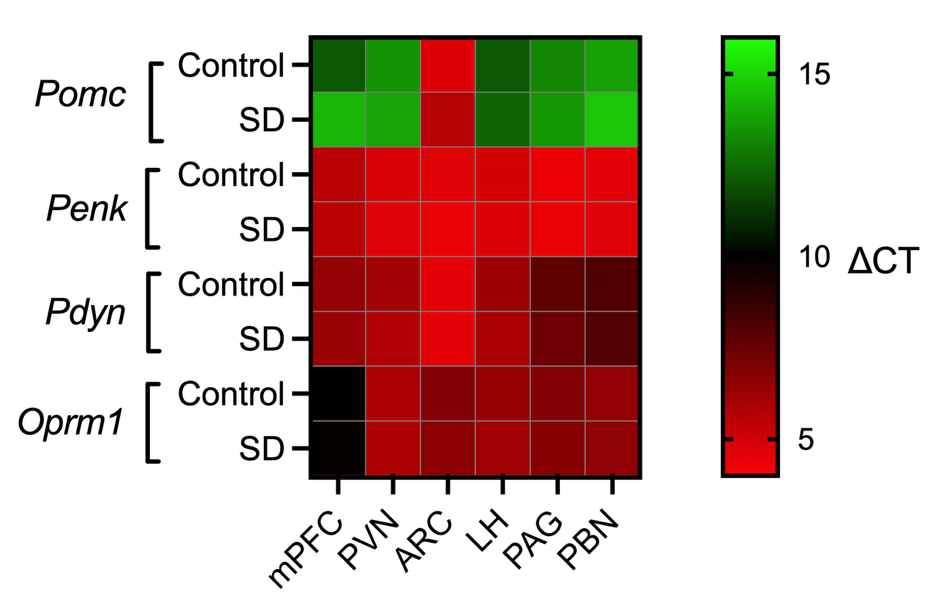 Pomc
Control
SD
Penk
Control
SD
Pdyn
Control
SD
Oprm1
Control
SD
mPFC
PVN
ARC
LH
PAG
PBN
15
10
5
ΔCT